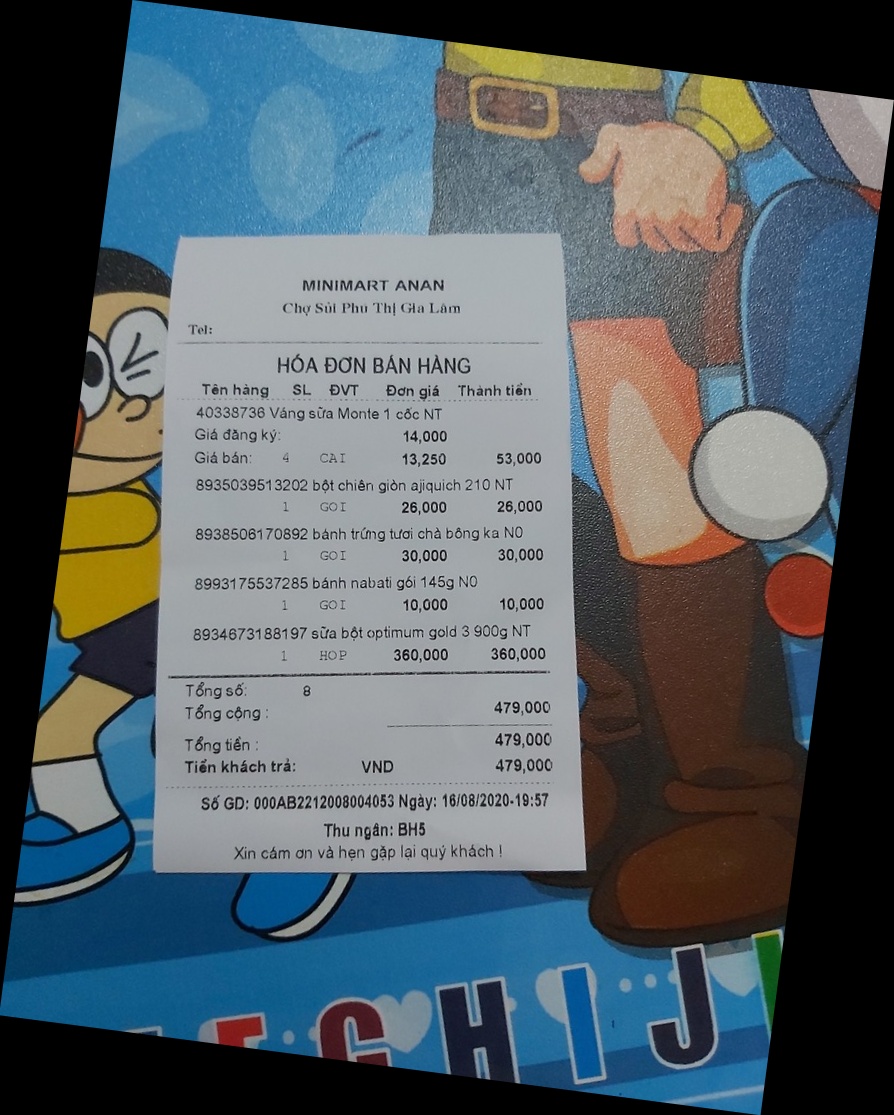 MINIMART ANAN
Chợ Sủi Phú Thị Gia Lâm
Tel:
HÓA ĐƠN BÁN HÀNG
Tên hàng SL ĐVT Đơn giá Thành tiền
40338736 Váng sữa Monte 1 cốc NT
Giá đăng ký: 14,000
Giá bán: 4 CAI 13,250 53,000
8935039513202 bột chiên giòn ajiquich 210 NT
1 GOI 26,000 26,000
8938506170892 bánh trứng tươi chà bông ka N0
1 GOI 30,000 30,000
8993175537285 bánh nabati gói 145g N0
1 GOI 10,000 10,000
8934673188197 sữa bột optimum gold 3 900g NT
1 HOP 360,000 360,000
Tổng số: 8
Tổng cộng : 479,000
Tổng tiền : 479,000
Tiền khách trả: VND 479,000
Số GD: 000AB2212008004053 Ngày: 16/08/2020-19:57
Thu ngân: BH5
Xin cám ơn và hẹn gặp lại quý khách !
G H I J